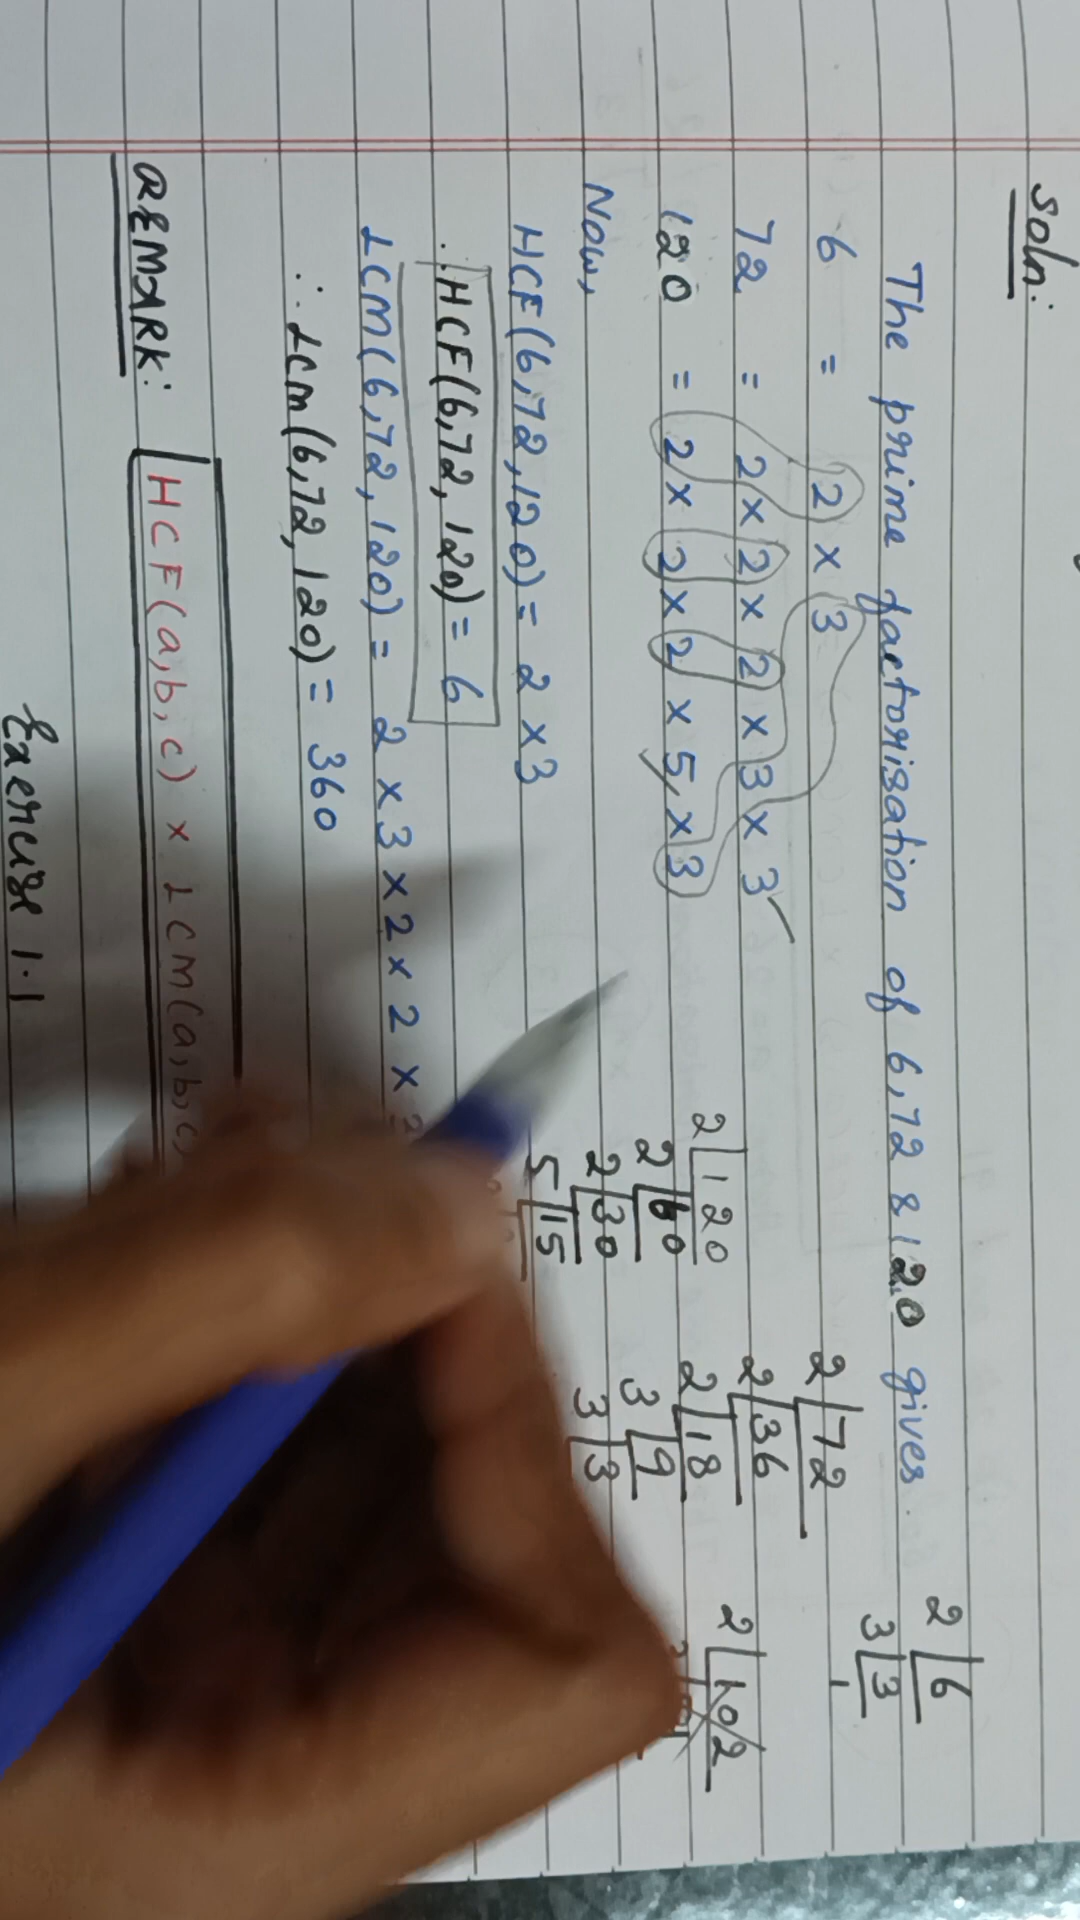 Soln:
The prime factorisation of 6,72 & 120 gives.
6 = 2 × 3
72 = 2 × 2 × 2 × 3 × 3
120 = 2 × 2 × 2 × 5 × 3
Now,
HCF(6,72,120) = 2 × 3
∴ HCF(6,72,120) = 6
LCM(6,72,120) = 2 × 3 × 2 × 2 ×
∴ LCM(6,72,120) = 360
REMARK: HCF(a,b,c) × LCM(a,b,c)
Exercise 1.1
2 120
2 60
2 30
5 15
2 72
2 36
2 18
3 9
3 3
2 6
3 3
1
2 102